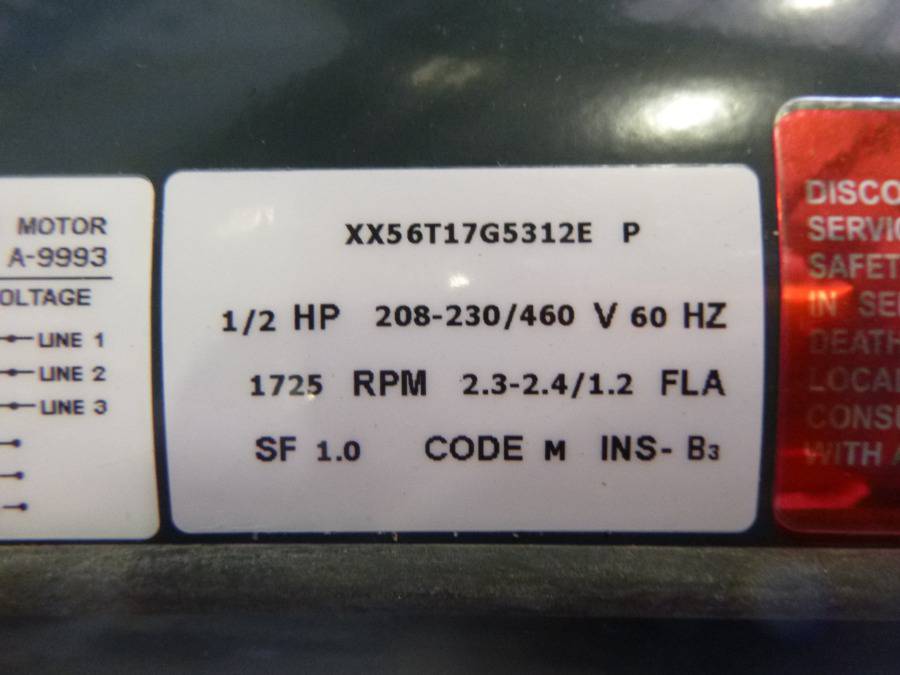 MOTOR
A-9993
OLTAGE
LINE 1
LINE 2
LINE 3
XX56T17G5312E P
1/2 HP 208-230/460 V 60 HZ
1725 RPM 2.3-2.4/1.2 FLA
SF 1.0 CODE M INS- B3
DISCO
SERVIC
SAFET
IN SE
DEATH
LOCA
CONSU
WITH A